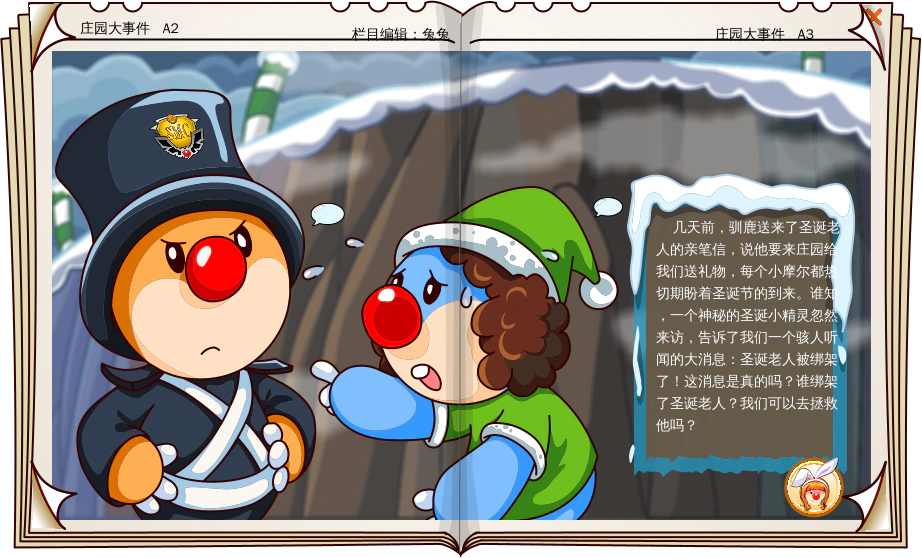 庄园大事件 A2
栏目编辑：兔兔
庄园大事件 A3
几天前，驯鹿送来了圣诞老
人的亲笔信，说他要来庄园给
我们送礼物，每个小摩尔都热
切期盼着圣诞节的到来。谁知
，一个神秘的圣诞小精灵忽然
来访，告诉了我们一个骇人听
闻的大消息：圣诞老人被绑架
了！这消息是真的吗？谁绑架
了圣诞老人？我们可以去拯救
他吗？